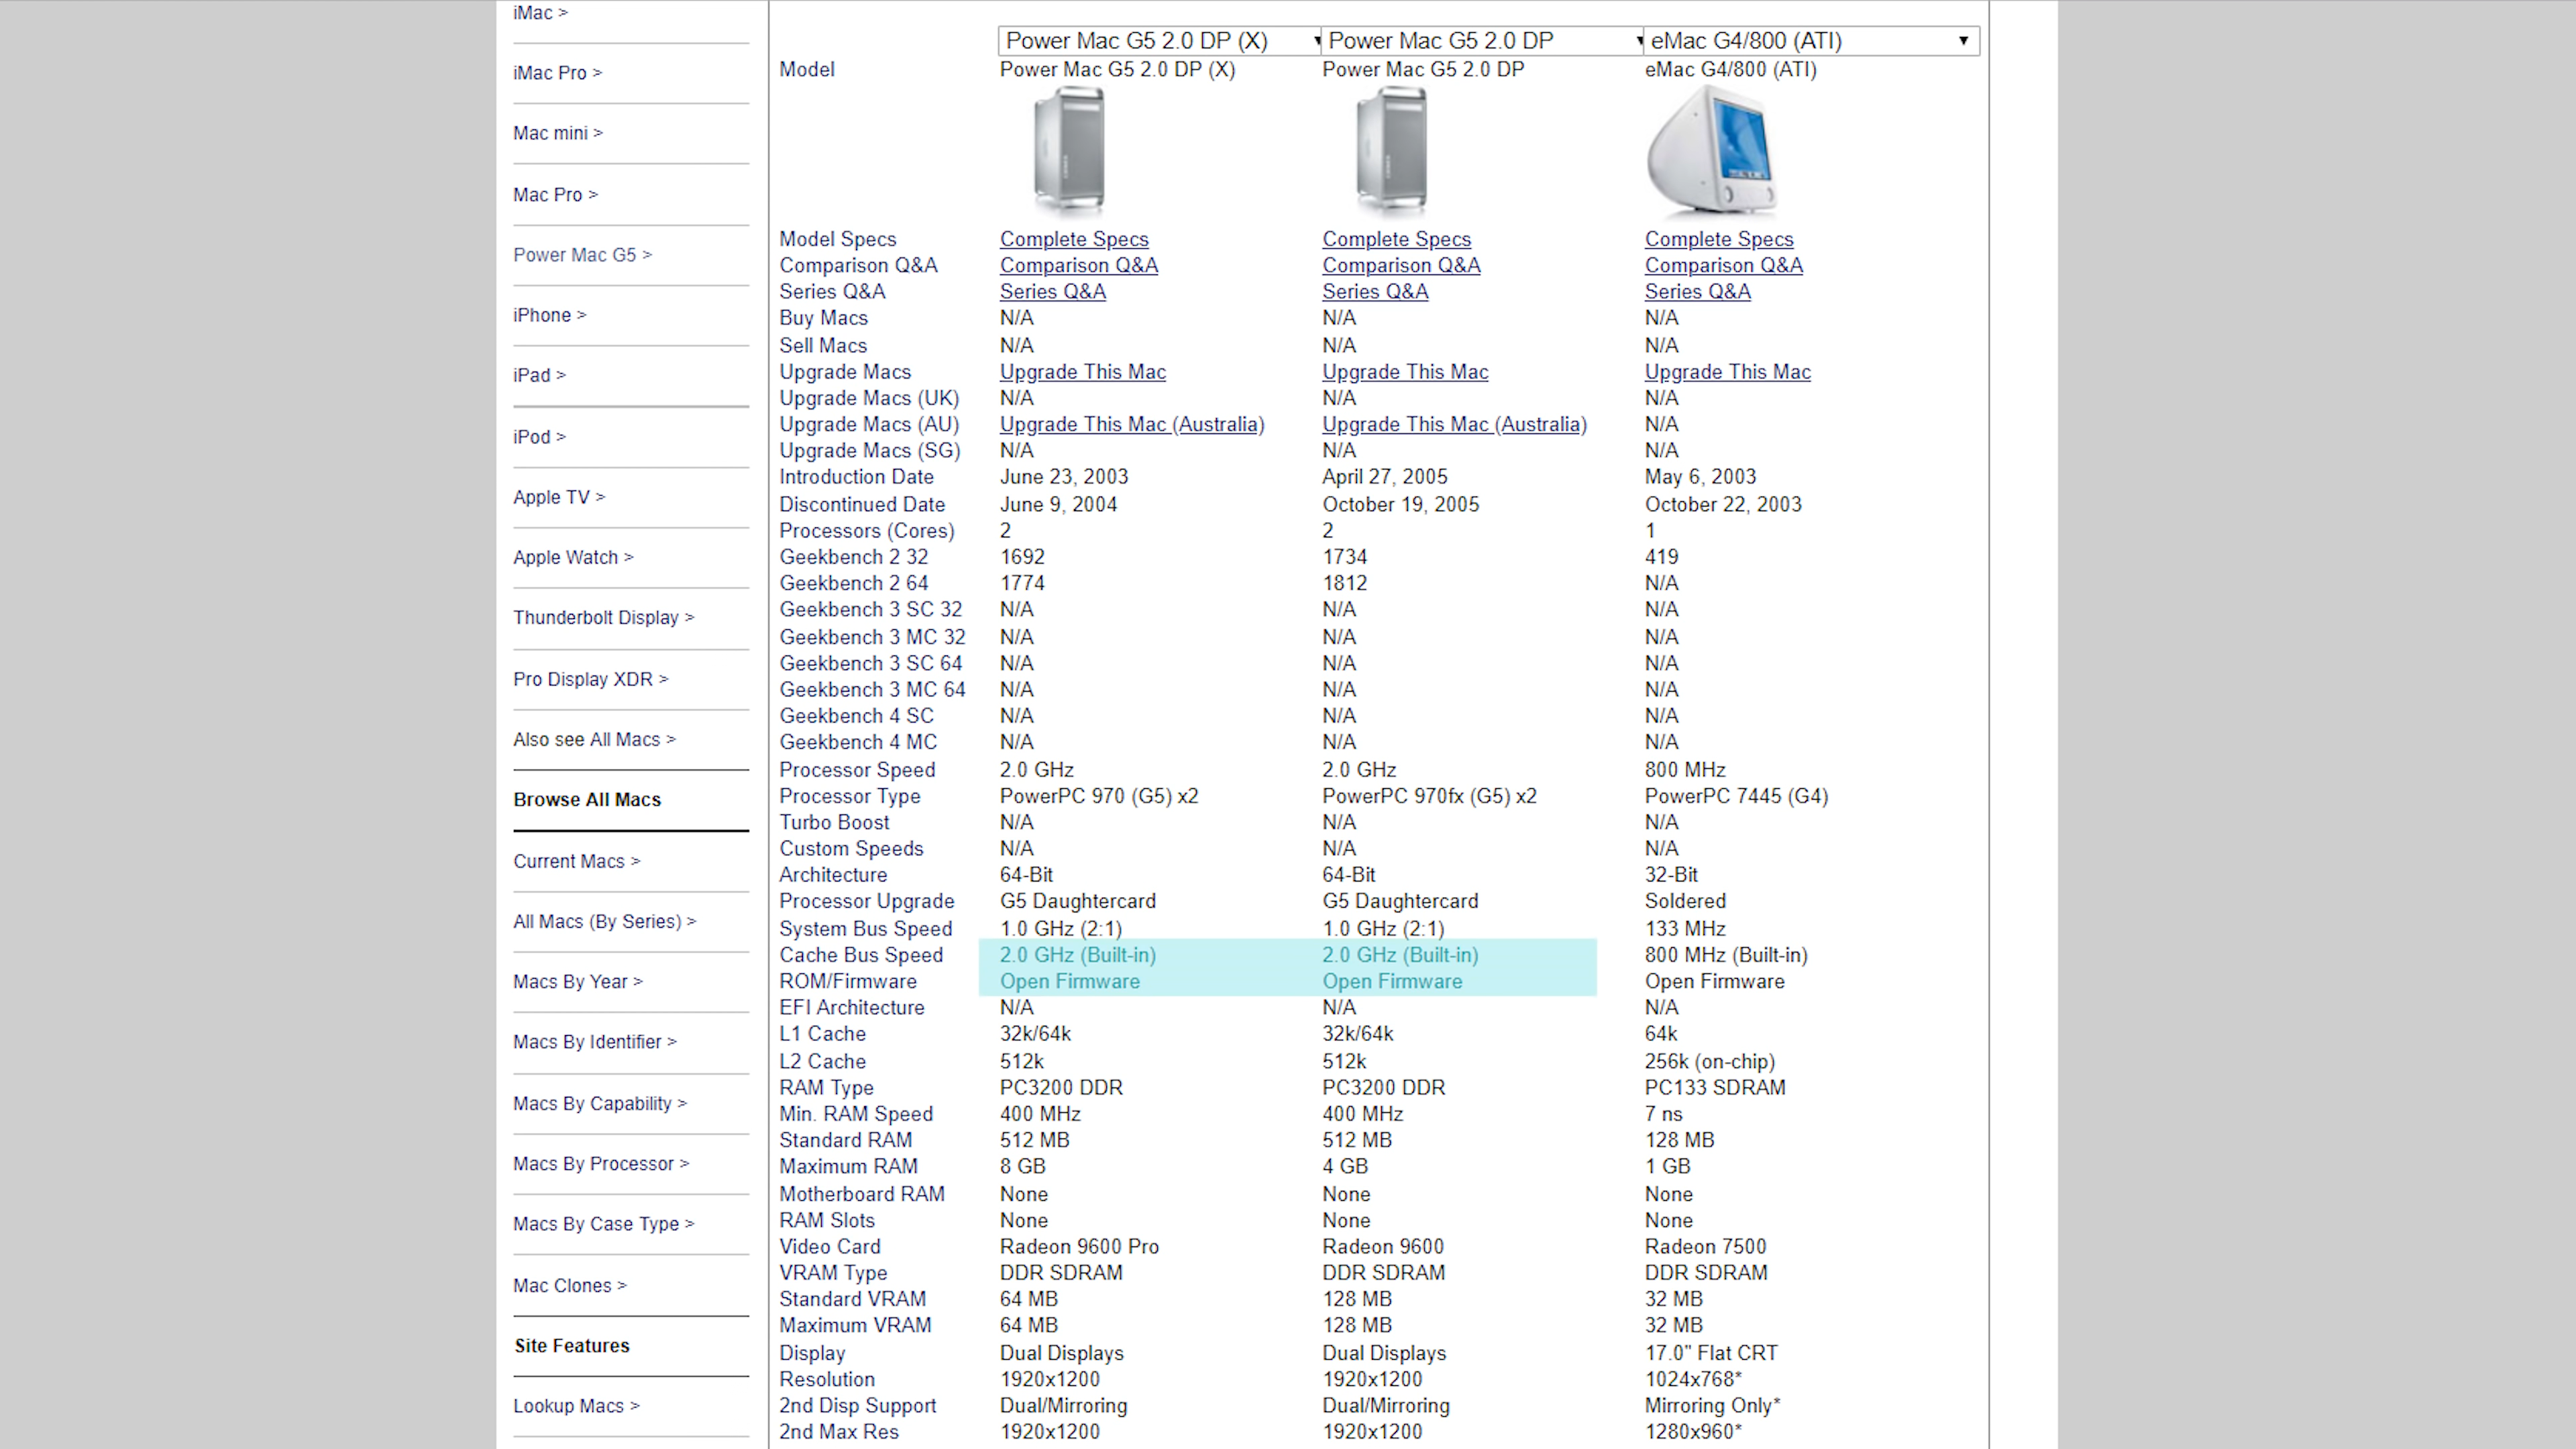 iMac >
iMac Pro >
Mac mini >
Mac Pro >
Power Mac G5 >
iPhone >
iPad >
iPod >
Apple TV >
Apple Watch >
Thunderbolt Display >
Pro Display XDR >
Also see All Macs >
Browse All Macs
Current Macs >
All Macs (By Series) >
Macs By Year >
Macs By Identifier >
Macs By Capability >
Macs By Processor >
Macs By Case Type >
Mac Clones >
Site Features
Lookup Macs >
Power Mac G5 2.0 DP (X) Power Mac G5 2.0 DP eMac G4/800 (ATI)
Model Power Mac G5 2.0 DP (X) Power Mac G5 2.0 DP eMac G4/800 (ATI)
Model Specs Complete Specs Complete Specs Complete Specs
Comparison Q&A Comparison Q&A Comparison Q&A Comparison Q&A
Series Q&A Series Q&A Series Q&A Series Q&A
Buy Macs N/A N/A N/A
Sell Macs N/A N/A N/A
Upgrade Macs Upgrade This Mac Upgrade This Mac Upgrade This Mac
Upgrade Macs (UK) N/A N/A N/A
Upgrade Macs (AU) Upgrade This Mac (Australia) Upgrade This Mac (Australia) N/A
Upgrade Macs (SG) N/A N/A N/A
Introduction Date June 23, 2003 April 27, 2005 May 6, 2003
Discontinued Date June 9, 2004 October 19, 2005 October 22, 2003
Processors (Cores) 2 2 1
Geekbench 2 32 1692 1734 419
Geekbench 2 64 1774 1812 N/A
Geekbench 3 SC 32 N/A N/A N/A
Geekbench 3 MC 32 N/A N/A N/A
Geekbench 3 SC 64 N/A N/A N/A
Geekbench 3 MC 64 N/A N/A N/A
Geekbench 4 SC N/A N/A N/A
Geekbench 4 MC N/A N/A N/A
Processor Speed 2.0 GHz 2.0 GHz 800 MHz
Processor Type PowerPC 970 (G5) x2 PowerPC 970fx (G5) x2 PowerPC 7445 (G4)
Turbo Boost N/A N/A N/A
Custom Speeds N/A N/A N/A
Architecture 64-Bit 64-Bit 32-Bit
Processor Upgrade G5 Daughtercard G5 Daughtercard Soldered
System Bus Speed 1.0 GHz (2:1) 1.0 GHz (2:1) 133 MHz
Cache Bus Speed 2.0 GHz (Built-in) 2.0 GHz (Built-in) 800 MHz (Built-in)
ROM/Firmware Open Firmware Open Firmware Open Firmware
EFI Architecture N/A N/A N/A
L1 Cache 32k/64k 32k/64k 64k
L2 Cache 512k 512k 256k (on-chip)
RAM Type PC3200 DDR PC3200 DDR PC133 SDRAM
Min. RAM Speed 400 MHz 400 MHz 7 ns
Standard RAM 512 MB 512 MB 128 MB
Maximum RAM 8 GB 4 GB 1 GB
Motherboard RAM None None None
RAM Slots None None None
Video Card Radeon 9600 Pro Radeon 9600 Radeon 7500
VRAM Type DDR SDRAM DDR SDRAM DDR SDRAM
Standard VRAM 64 MB 128 MB 32 MB
Maximum VRAM 64 MB 128 MB 32 MB
Display Dual Displays Dual Displays 17.0" Flat CRT
Resolution 1920x1200 1920x1200 1024x768*
2nd Disp Support Dual/Mirroring Dual/Mirroring Mirroring Only*
2nd Max Res 1920x1200 1920x1200 1280x960*